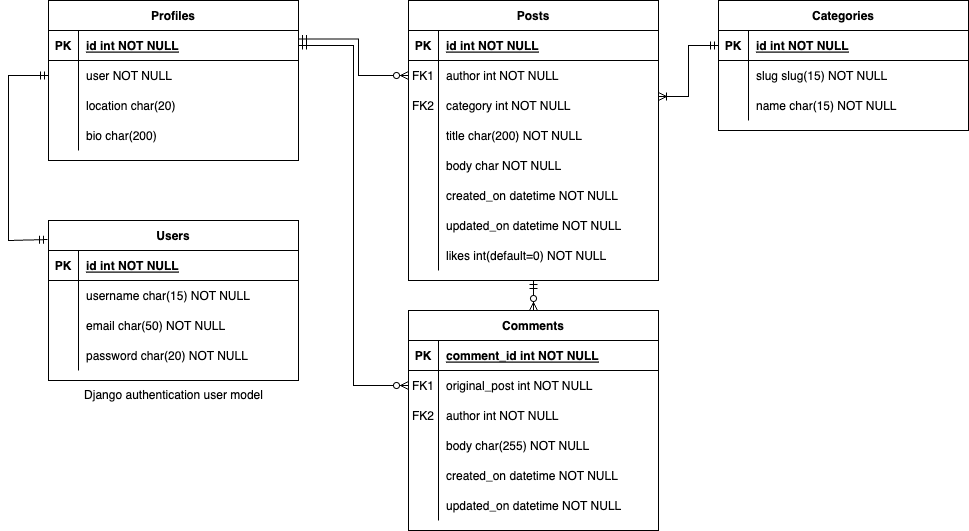 Profiles
PK id int NOT NULL
user NOT NULL
location char(20)
bio char(200)
Users
PK id int NOT NULL
username char(15) NOT NULL
email char(50) NOT NULL
password char(20) NOT NULL
Django authentication user model
Posts
PK id int NOT NULL
FK1 author int NOT NULL
FK2 category int NOT NULL
title char(200) NOT NULL
body char NOT NULL
created_on datetime NOT NULL
updated_on datetime NOT NULL
likes int(default=0) NOT NULL
Comments
PK comment_id int NOT NULL
FK1 original_post int NOT NULL
FK2 author int NOT NULL
body char(255) NOT NULL
created_on datetime NOT NULL
updated_on datetime NOT NULL
Categories
PK id int NOT NULL
slug slug(15) NOT NULL
name char(15) NOT NULL